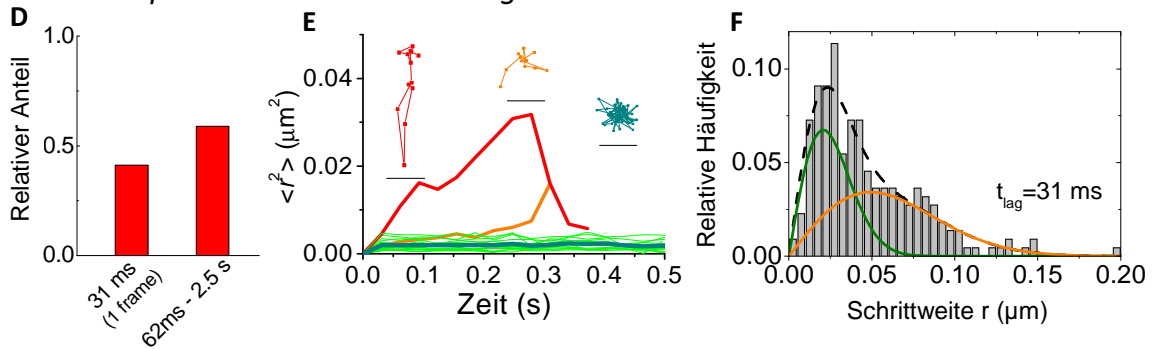 D
1.0
0.5
0.0
Relativer Anteil
31 ms
(1 frame)
62ms - 2.5 s
E
0.04
0.02
0.00
<r²> (µm²)
0.0 0.1 0.2 0.3 0.4 0.5
Zeit (s)
F
0.10
0.05
0.00
Relative Häufigkeit
t_lag=31 ms
0.00 0.05 0.10 0.15 0.20
Schrittweite r (µm)